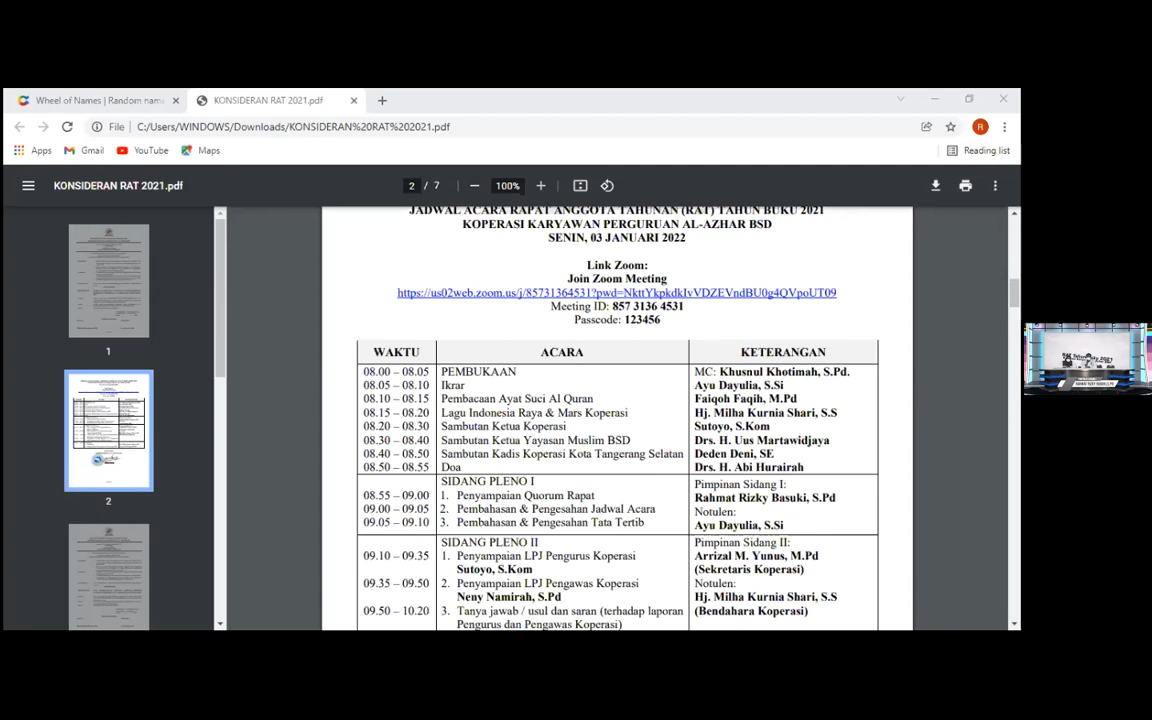 Wheel of Names | Random name
KONSIDERAN RAT 2021.pdf
File
C:/Users/WINDOWS/Downloads/KONSIDERAN%20RAT%202021.pdf
R
Apps
Gmail
YouTube
Maps
Reading list
KONSIDERAN RAT 2021.pdf
2 / 7
100%
1
2
JADWAL ACARA RAPAT ANGGOTA TAHUNAN (RAT) TAHUN BUKU 2021
KOPERASI KARYAWAN PERGURUAN AL-AZHAR BSD
SENIN, 03 JANUARI 2022
Link Zoom:
Join Zoom Meeting
https://us02web.zoom.us/j/85731364531?pwd=NkttYkpkdkIvVDZEVndBU0g4QVpoUT09
Meeting ID: 857 3136 4531
Passcode: 123456
WAKTU ACARA KETERANGAN
08.00 – 08.05 PEMBUKAAN MC: Khusnul Khotimah, S.Pd.
08.05 – 08.10 Ikrar Ayu Dayulia, S.Si
08.10 – 08.15 Pembacaan Ayat Suci Al Quran Faiqoh Faqih, M.Pd
08.15 – 08.20 Lagu Indonesia Raya & Mars Koperasi Hj. Milha Kurnia Shari, S.S
08.20 – 08.30 Sambutan Ketua Koperasi Sutoyo, S.Kom
08.30 – 08.40 Sambutan Ketua Yayasan Muslim BSD Drs. H. Uus Martawidjaya
08.40 – 08.50 Sambutan Kadis Koperasi Kota Tangerang Selatan Deden Deni, SE
08.50 – 08.55 Doa Drs. H. Abi Hurairah
SIDANG PLENO I Pimpinan Sidang I:
08.55 – 09.00 1. Penyampaian Quorum Rapat Rahmat Rizky Basuki, S.Pd
09.00 – 09.05 2. Pembahasan & Pengesahan Jadwal Acara Notulen:
09.05 – 09.10 3. Pembahasan & Pengesahan Tata Tertib Ayu Dayulia, S.Si
SIDANG PLENO II Pimpinan Sidang II:
09.10 – 09.35 1. Penyampaian LPJ Pengurus Koperasi Arrizal M. Yunus, M.Pd
Sutoyo, S.Kom (Sekretaris Koperasi)
09.35 – 09.50 2. Penyampaian LPJ Pengawas Koperasi Notulen:
Neny Namirah, S.Pd Hj. Milha Kurnia Shari, S.S
09.50 – 10.20 3. Tanya jawab / usul dan saran (terhadap laporan (Bendahara Koperasi)
Pengurus dan Pengawas Koperasi)